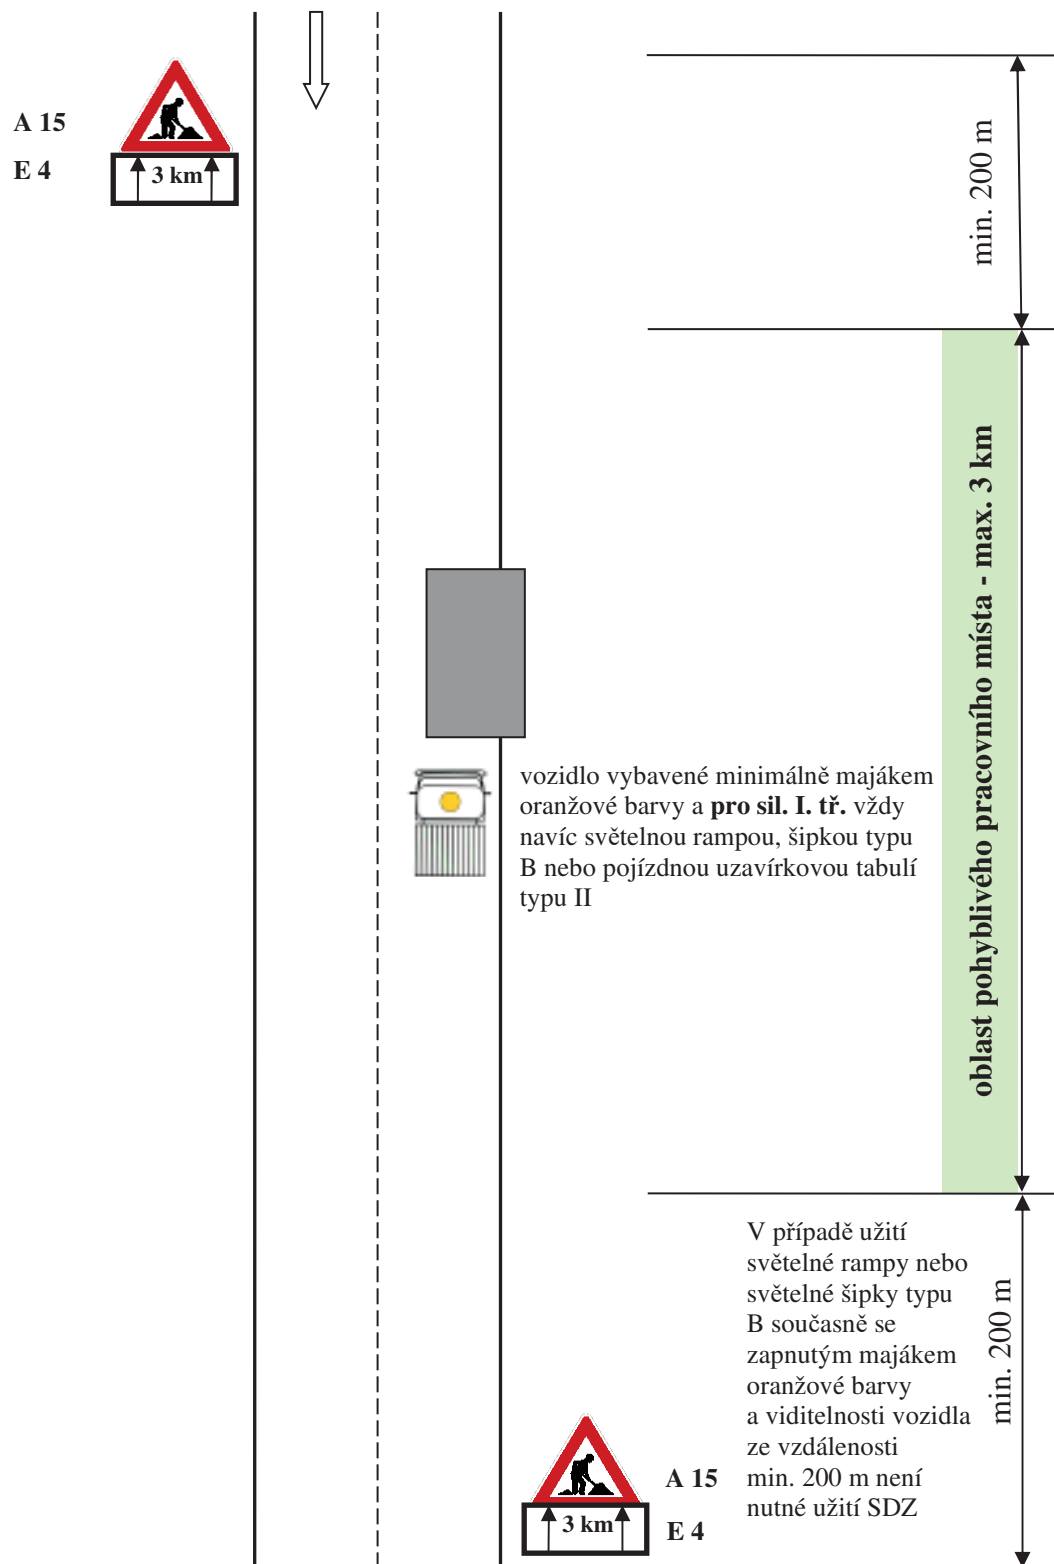 A 15
E 4
3 km
min. 200 m
oblast pohyblivého pracovního místa - max. 3 km
vozidlo vybavené minimálně majákem
oranžové barvy a pro sil. I. tř. vždy
navíc světelnou rampou, šipkou typu
B nebo pojízdnou uzavírkovou tabulí
typu II
V případě užití
světelné rampy nebo
světelné šipky typu
B současně se
zapnutým majákem
oranžové barvy
a viditelnosti vozidla
ze vzdálenosti
min. 200 m není
nutné užití SDZ
min. 200 m
3 km
A 15
E 4